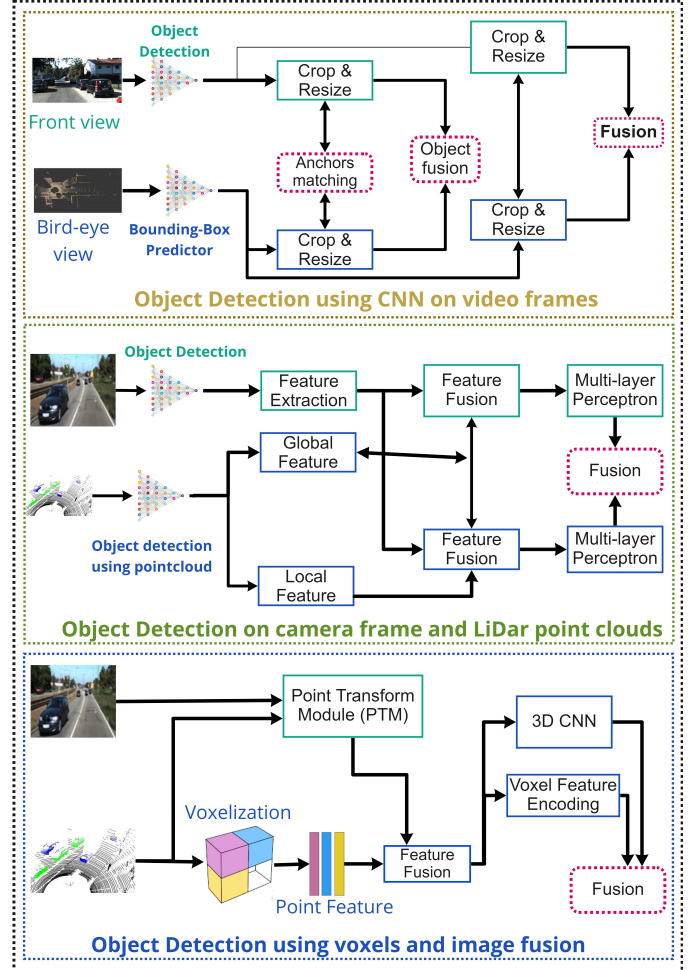 Object
Detection
Crop &
Resize
Crop &
Resize
Front view
Fusion
Anchors
matching
Object
fusion
Bird-eye
view
Bounding-Box
Predictor
Crop &
Resize
Crop &
Resize
Object Detection using CNN on video frames
Object Detection
Feature
Extraction
Feature
Fusion
Multi-layer
Perceptron
Global
Feature
Fusion
Object detection
using pointcloud
Feature
Fusion
Multi-layer
Perceptron
Local
Feature
Object Detection on camera frame and LiDar point clouds
Point Transform
Module (PTM)
3D CNN
Voxelization
Voxel Feature
Encoding
Feature
Fusion
Point Feature
Fusion
Object Detection using voxels and image fusion